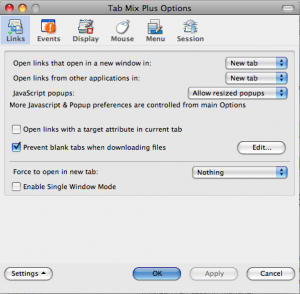 Tab Mix Plus Options
Links Events Display Mouse Menu Session
Open links that open in a new window in: New tab
Open links from other applications in: New tab
JavaScript popups: Allow resized popups
More Javascript & Popup preferences are controlled from main Options
Open links with a target attribute in current tab
Prevent blank tabs when downloading files Edit...
Force to open in new tab: Nothing
Enable Single Window Mode
Settings OK Apply Cancel